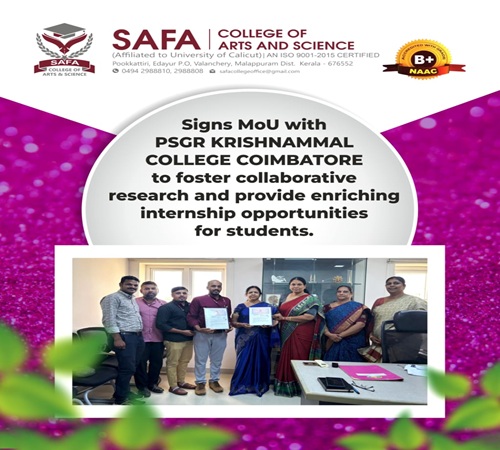 SAFA
COLLEGE OF
ARTS & SCIENCE
SAFA COLLEGE OF
ARTS AND SCIENCE
(Affiliated to University of Calicut)| AN ISO 9001-2015 CERTIFIED
Pookkattiri, Edayur P.O, Valanchery, Malappuram Dist. Kerala - 676552
0494 2988810, 2988808 safacollegeoffice@gmail.com
B+
NAAC
Signs MoU with
PSGR KRISHNAMMAL
COLLEGE COIMBATORE
to foster collaborative
research and provide enriching
internship opportunities
for students.